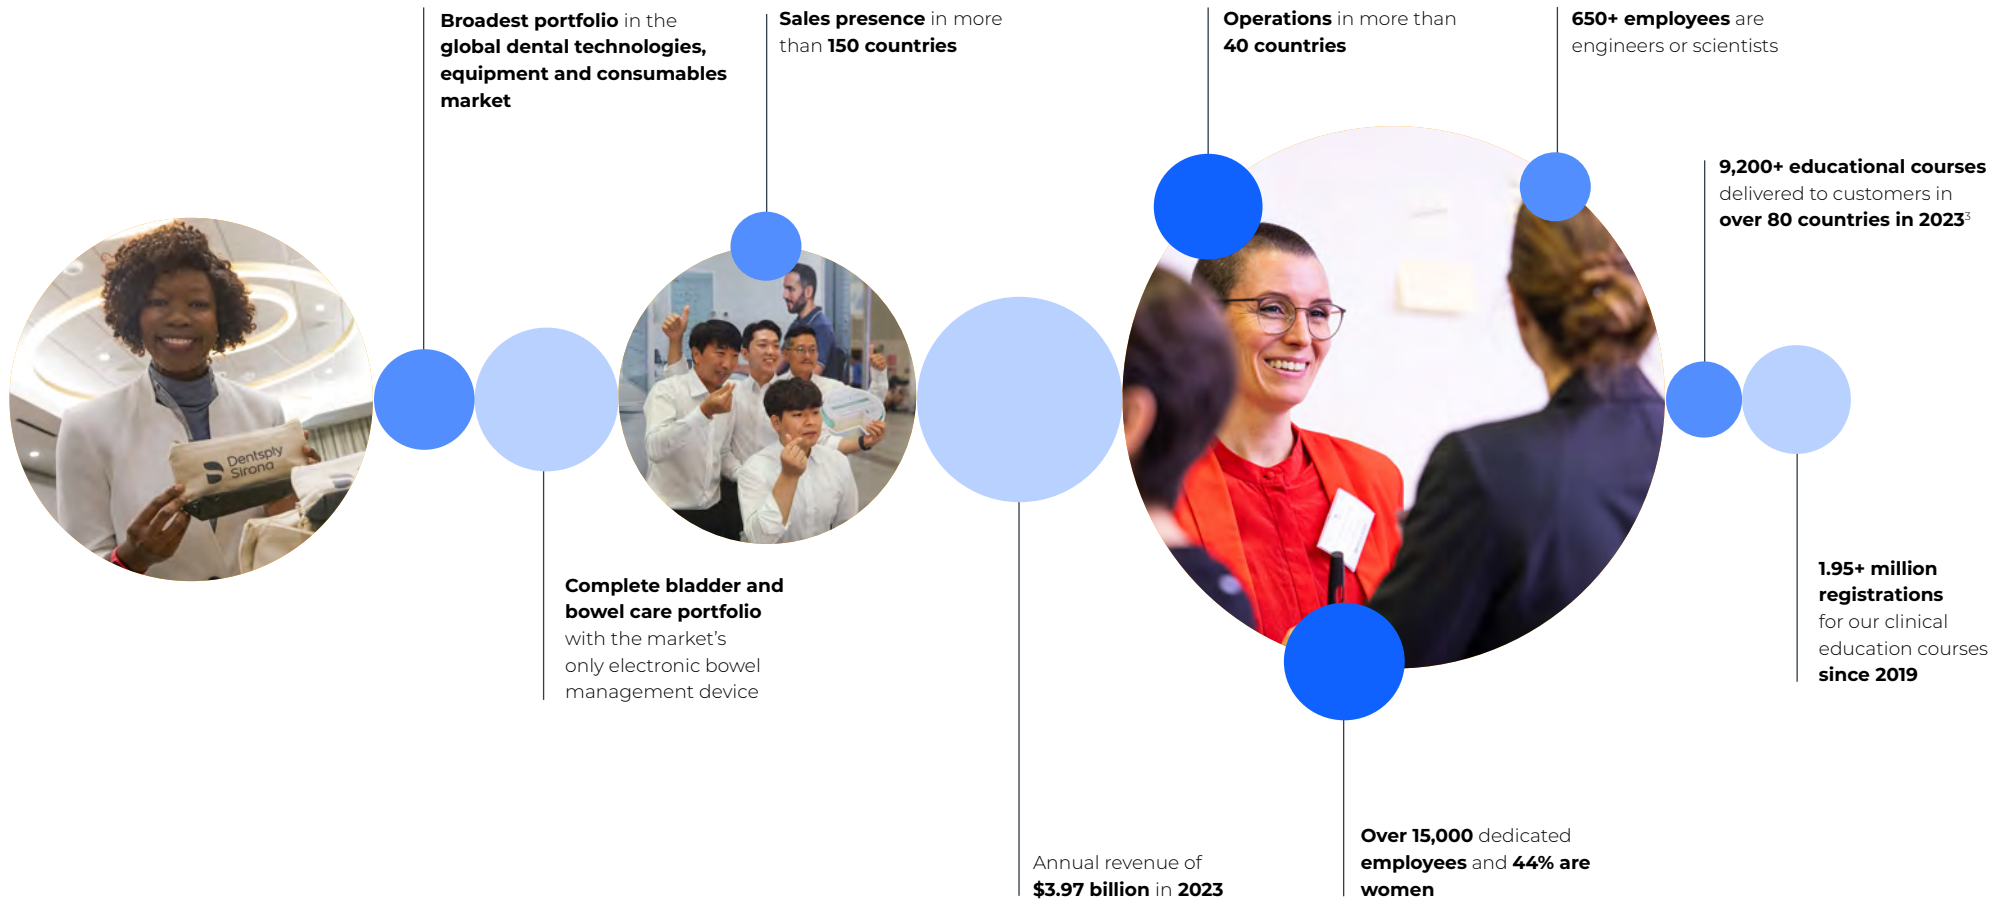 Broadest portfolio in the
global dental technologies,
equipment and consumables
market
Sales presence in more
than 150 countries
Operations in more than
40 countries
650+ employees are
engineers or scientists
9,200+ educational courses
delivered to customers in
over 80 countries in 2023³
Dentsply
Sirona
Complete bladder and
bowel care portfolio
with the market’s
only electronic bowel
management device
1.95+ million
registrations
for our clinical
education courses
since 2019
Annual revenue of
$3.97 billion in 2023
Over 15,000 dedicated
employees and 44% are
women